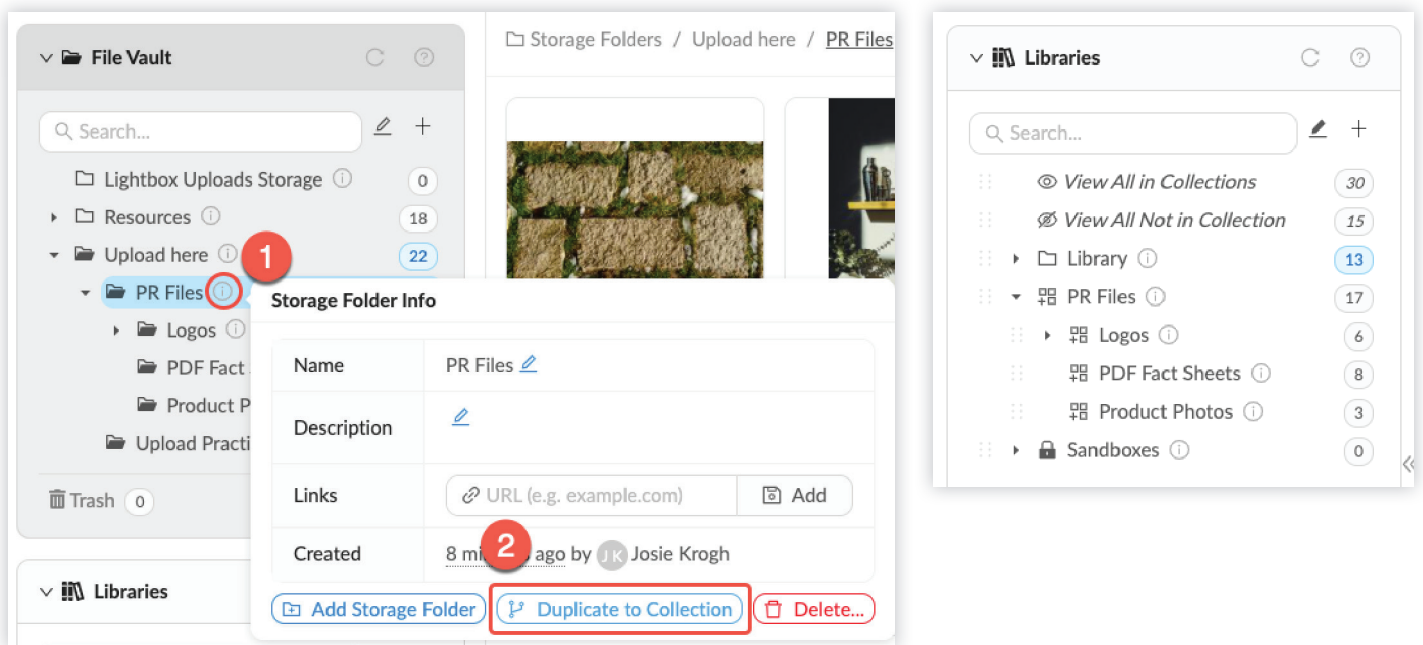 File Vault
Search...
Lightbox Uploads Storage 0
Resources 18
Upload here 22
1
PR Files
Logos
PDF Fact
Product P
Upload Practi
Trash 0
Libraries
Storage Folders / Upload here / PR Files
Storage Folder Info
Name PR Files
Description
Links URL (e.g. example.com) Add
Created 8 mi ago by JK Josie Krogh
2
Add Storage Folder Duplicate to Collection Delete...
Libraries
Search...
View All in Collections 30
View All Not in Collection 15
Library 13
PR Files 17
Logos 6
PDF Fact Sheets 8
Product Photos 3
Sandboxes 0